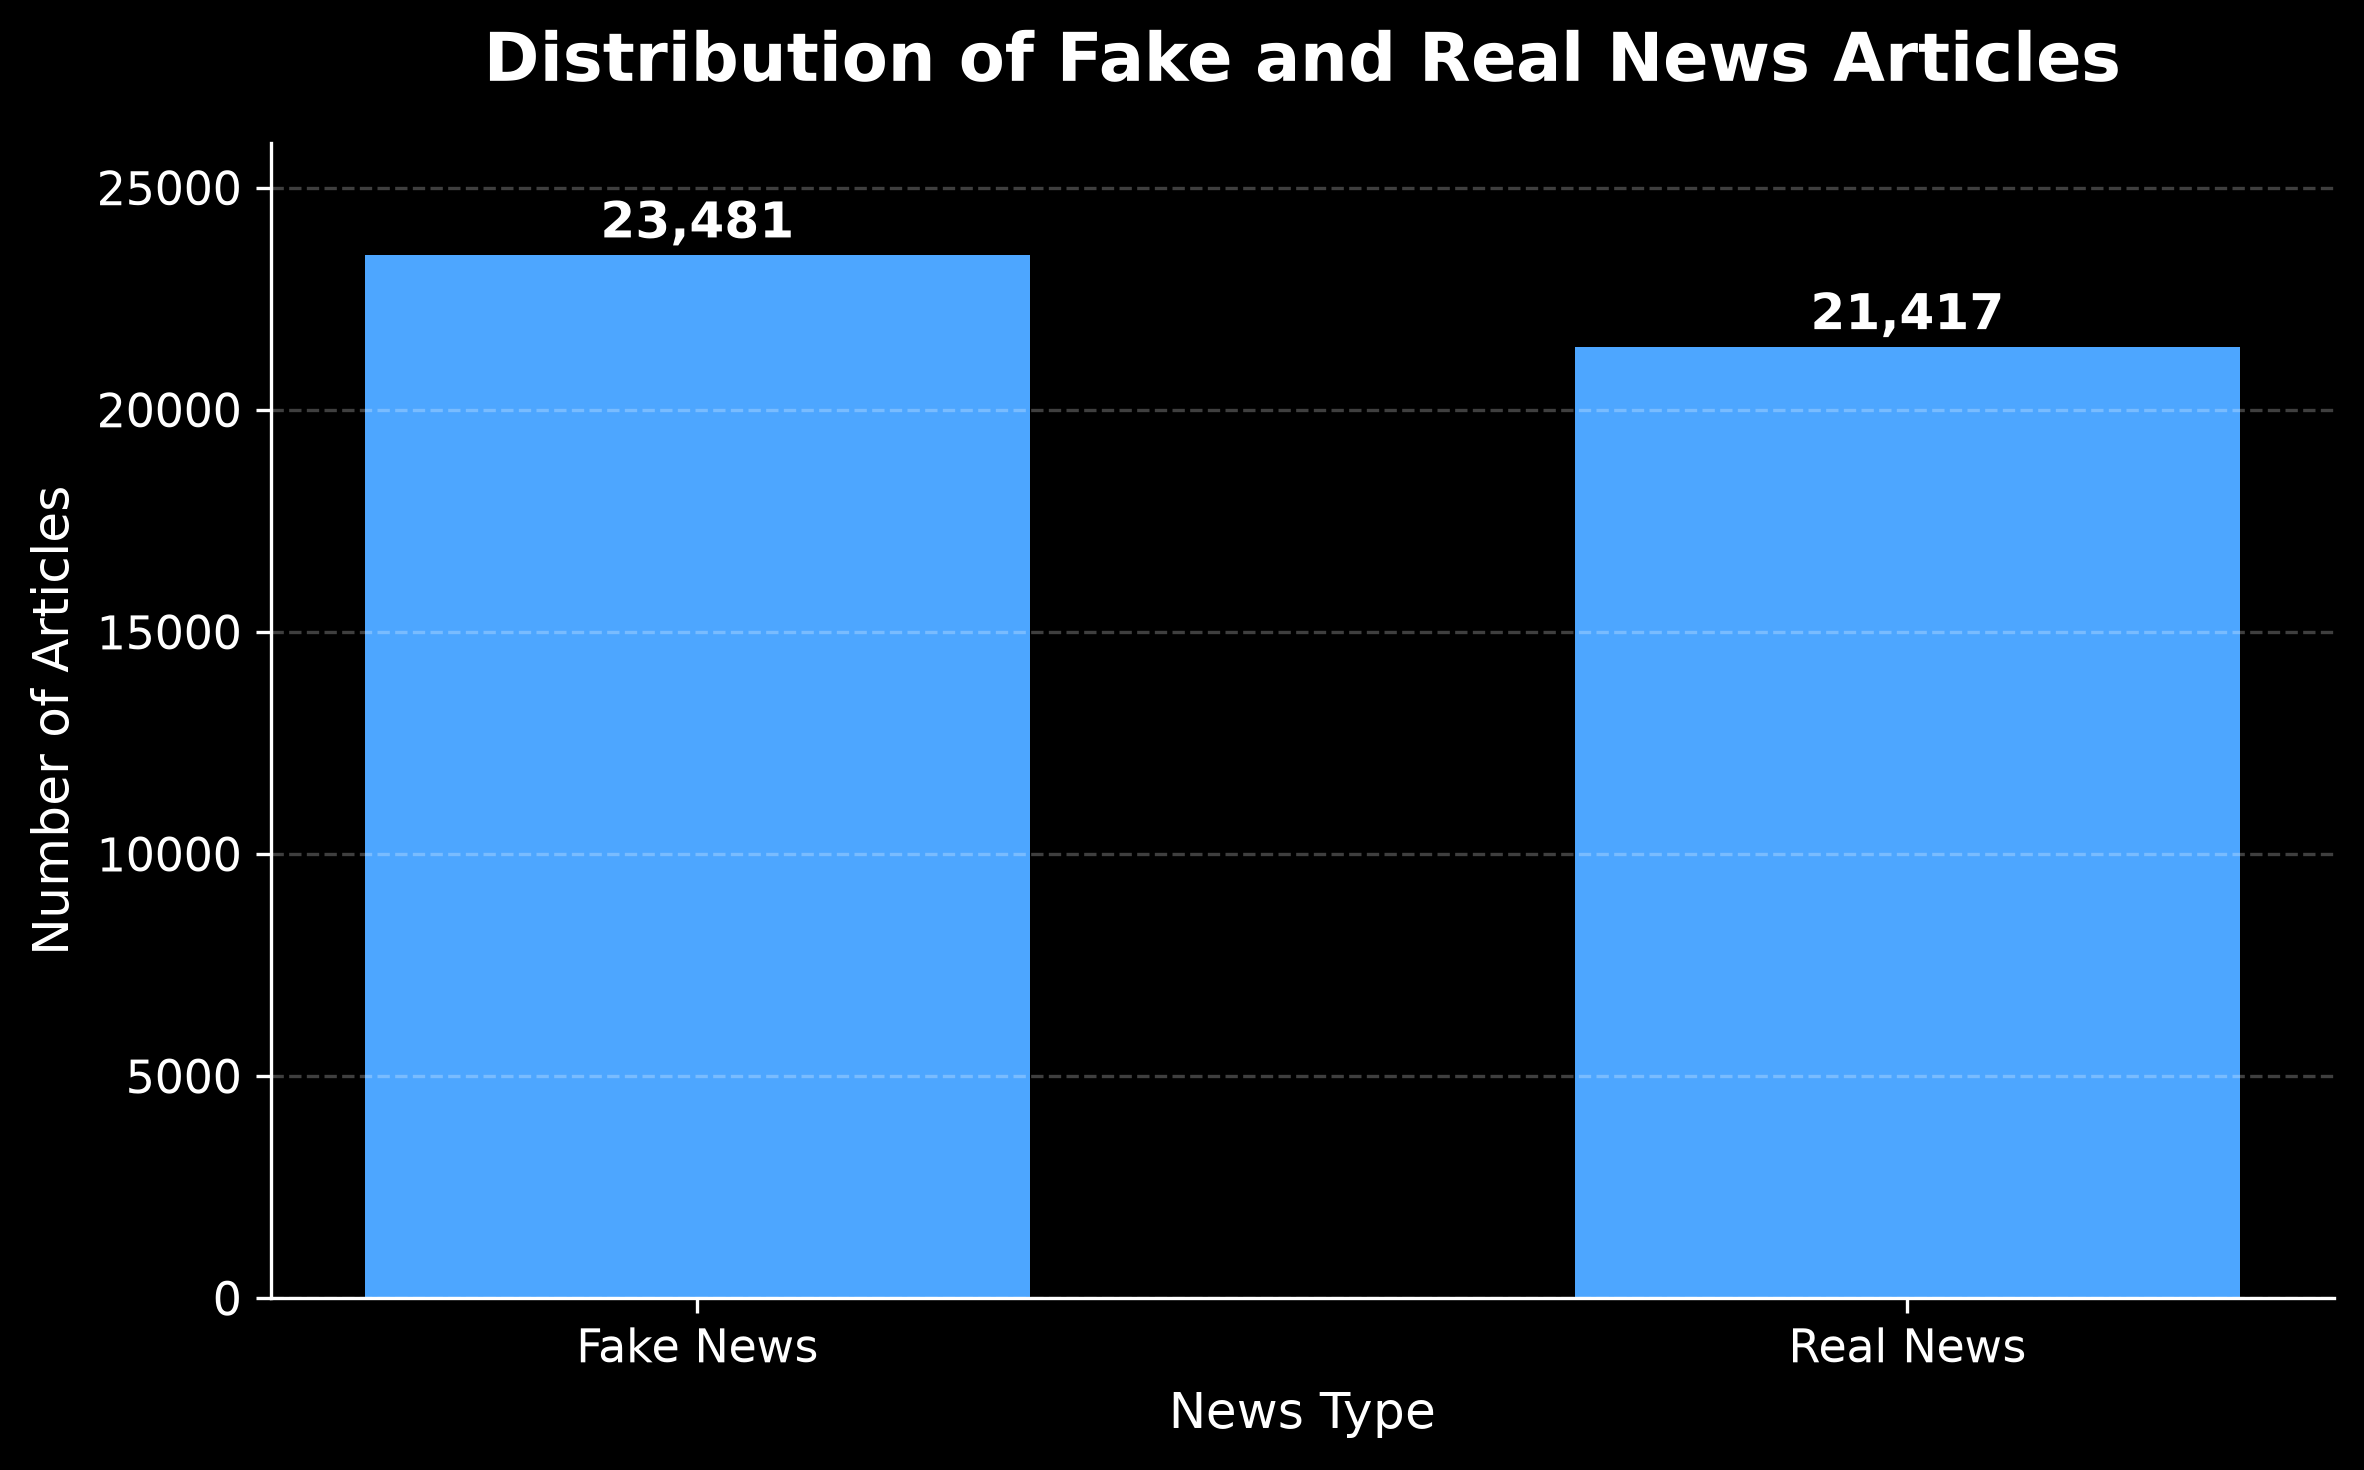 Distribution of Fake and Real News Articles
25000
23,481
21,417
20000
15000
10000
5000
0
Number of Articles
Fake News
Real News
News Type